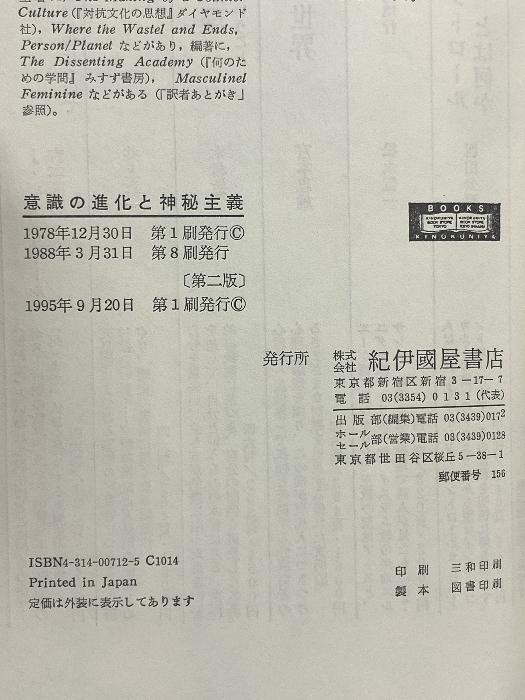 Culture(『対抗文化の思想』ダイヤモンド
社), Where the Wastel and Ends,
Person/Planet などがあり, 編著に,
The Dissenting Academy(『何のた
めの学問』 みすず書房), Masculinel
Feminine などがある(「訳者あとがき」
参照)。
意識の進化と神秘主義
1978年12月30日 第1刷発行©
1988年3月31日 第8刷発行
〔第二版〕
1995年9月20日 第1刷発行©
BOOKS
KINOKUNIYA
BOOK STORE
TOKYO
KINOKUNIYA
発行所 株式会社 紀伊國屋書店
東京都新宿区新宿3-17-7
電話 03(3354)0131(代表)
出版部(編集)電話 03(3439)0172
ホールセール部(営業)電話 03(3439)0128
東京都世田谷区桜丘5-38-1
郵便番号 156
ISBN4-314-00712-5 C1014
Printed in Japan
定価は外装に表示してあります
印刷 三和印刷
製本 図書印刷